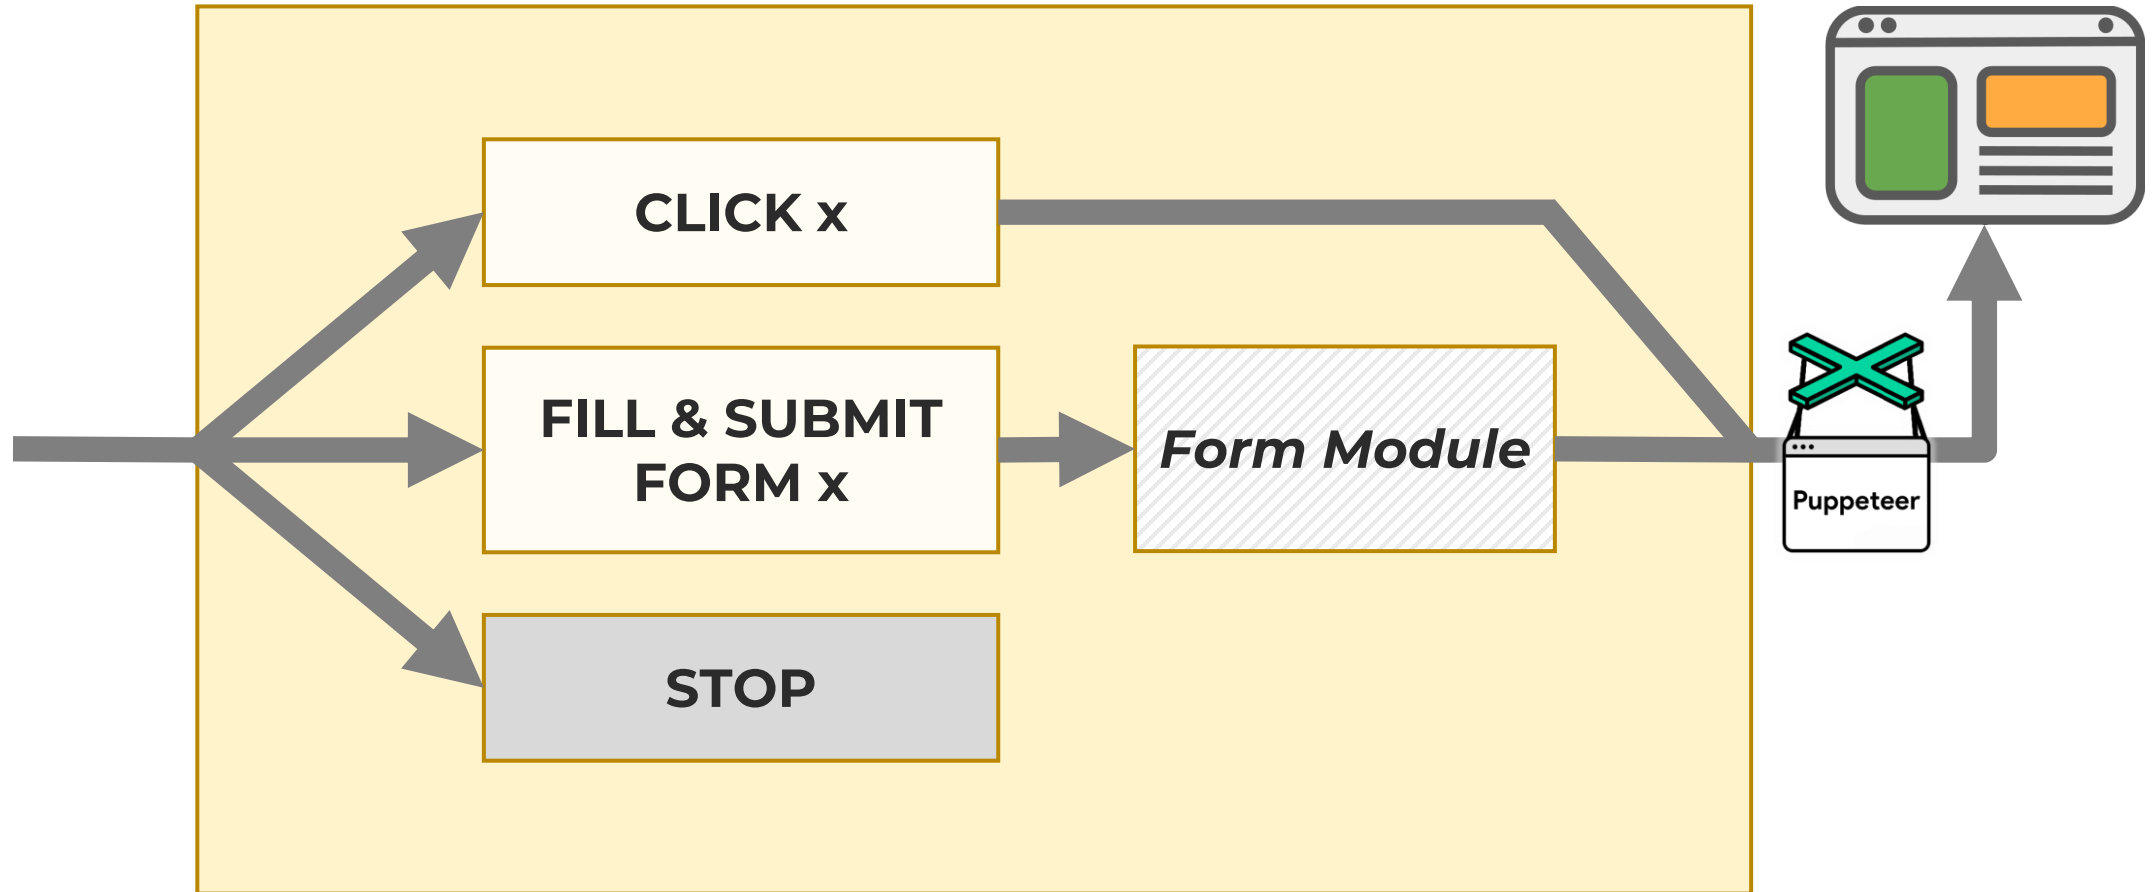 CLICK x
FILL & SUBMIT
FORM x
Form Module
STOP
Puppeteer